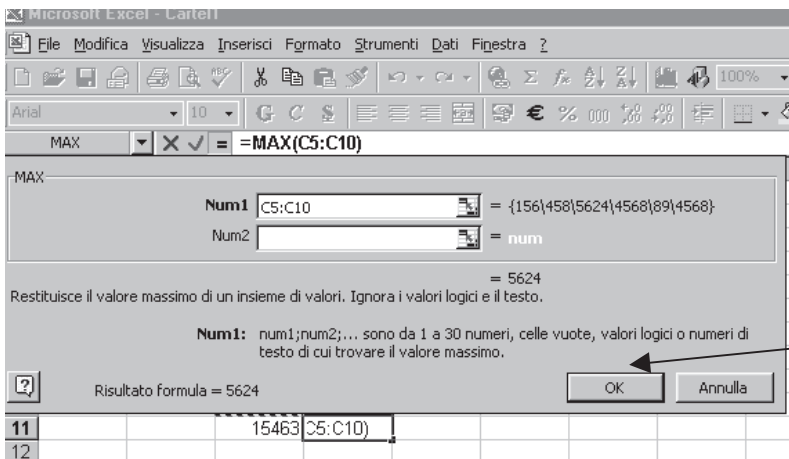 Microsoft Excel - Cartel1
File Modifica Visualizza Inserisci Formato Strumenti Dati Finestra ?
100%
Arial 10 G C S € % 000
MAX = =MAX(C5:C10)
MAX
Num1 C5:C10 = {156\458\5624\4568\89\4568}
Num2 = num
= 5624
Restituisce il valore massimo di un insieme di valori. Ignora i valori logici e il testo.
Num1: num1;num2;... sono da 1 a 30 numeri, celle vuote, valori logici o numeri di
testo di cui trovare il valore massimo.
Risultato formula = 5624 OK Annulla
11 15463 C5:C10)
12